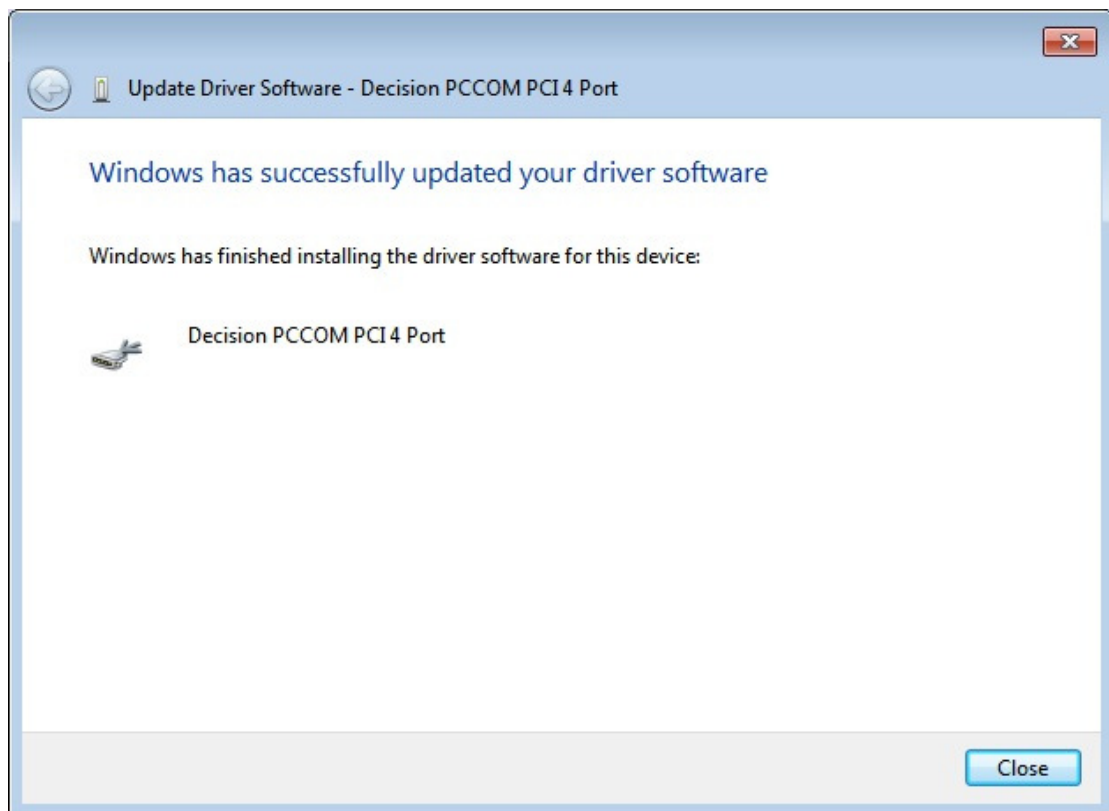 Update Driver Software - Decision PCCOM PCI 4 Port
Windows has successfully updated your driver software
Windows has finished installing the driver software for this device:
Decision PCCOM PCI 4 Port
Close